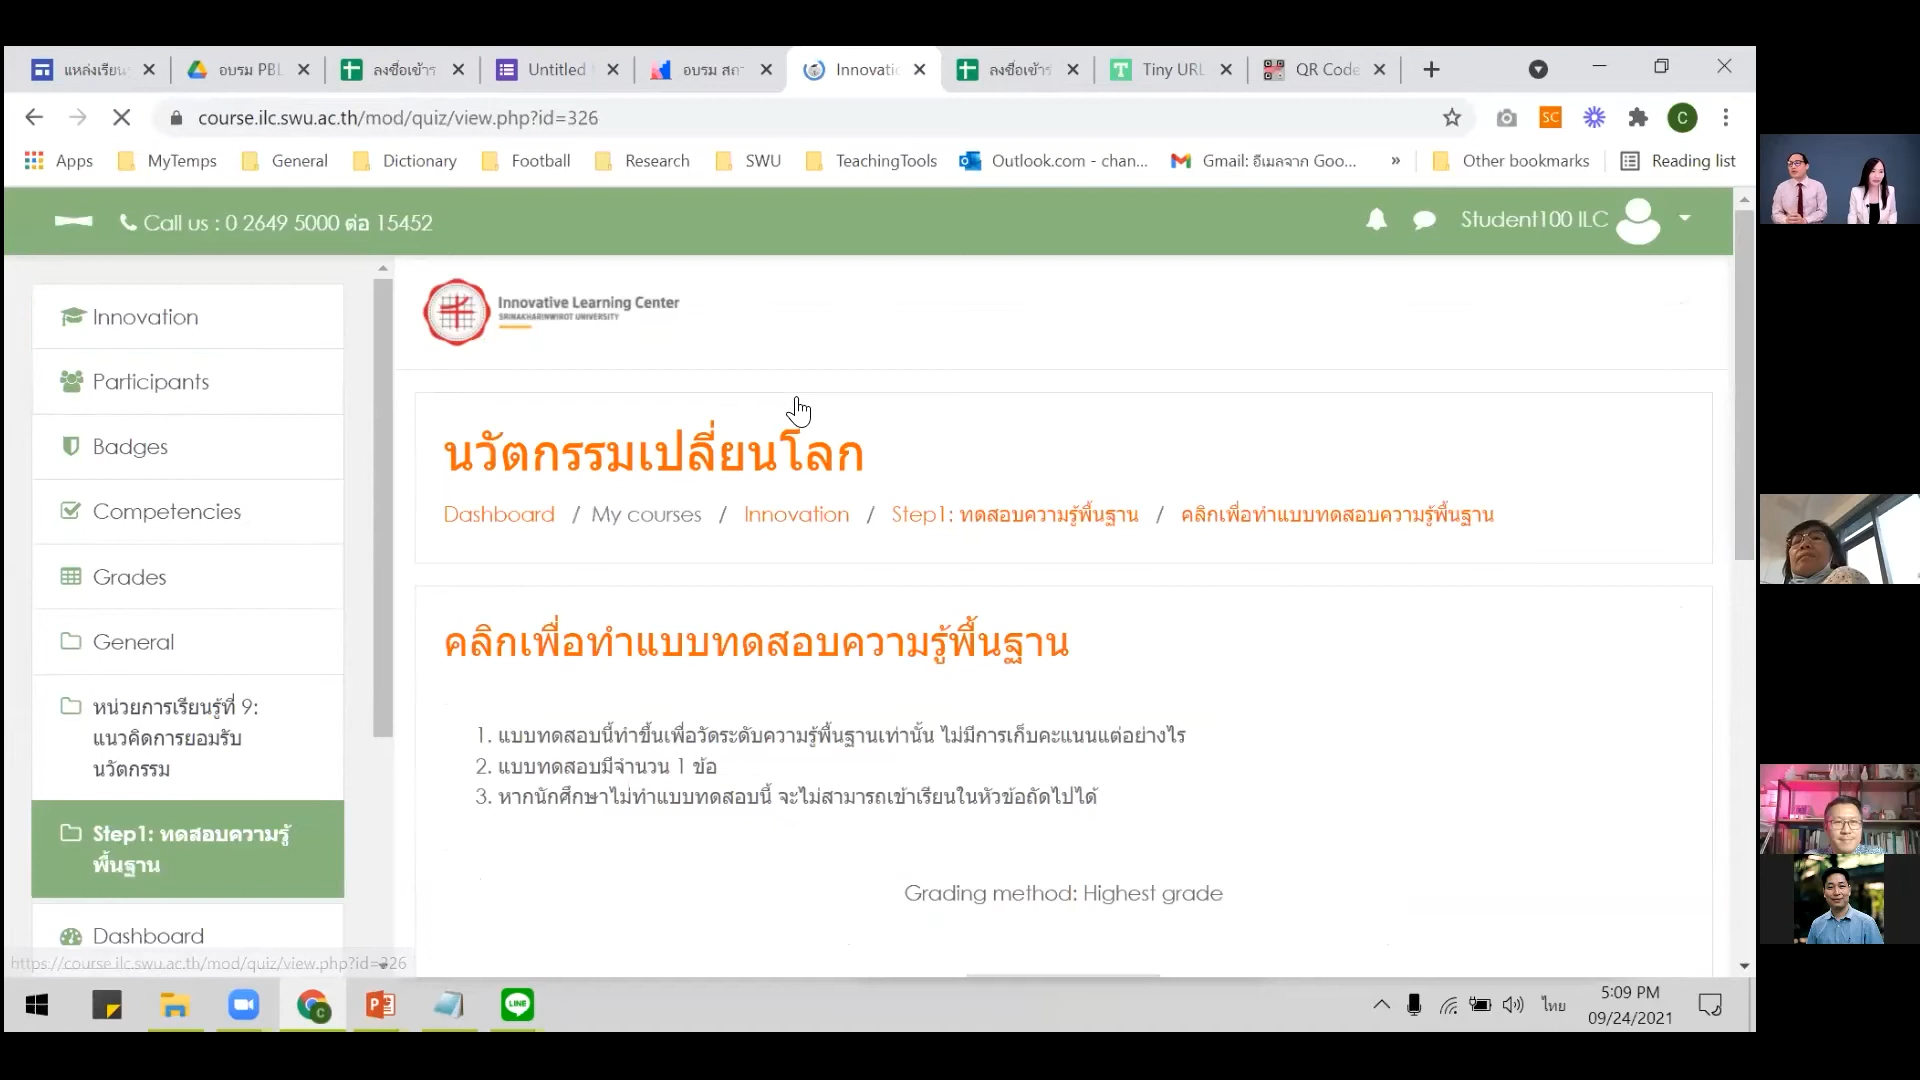 แหล่งเรียน
อบรม PBL
ลงชื่อเข้าร
Untitled
อบรม สถ
Innovatio
ลงชื่อเข้าร
Tiny URL
QR Code
course.ilc.swu.ac.th/mod/quiz/view.php?id=326
SC
C
Apps
MyTemps
General
Dictionary
Football
Research
SWU
TeachingTools
Outlook.com - chan...
Gmail: อีเมลจาก Goo...
»
Other bookmarks
Reading list
Call us : 0 2649 5000 ต่อ 15452
Student100 ILC
Innovation
Participants
Badges
Competencies
Grades
General
หน่วยการเรียนรู้ที่ 9:
แนวคิดการยอมรับ
นวัตกรรม
Step1: ทดสอบความรู้
พื้นฐาน
Dashboard
https://course.ilc.swu.ac.th/mod/quiz/view.php?id=326
Innovative Learning Center
SRINAKHARINWIROT UNIVERSITY
นวัตกรรมเปลี่ยนโลก
Dashboard / My courses / Innovation / Step1: ทดสอบความรู้พื้นฐาน / คลิกเพื่อทำแบบทดสอบความรู้พื้นฐาน
คลิกเพื่อทำแบบทดสอบความรู้พื้นฐาน
1. แบบทดสอบนี้ทำขึ้นเพื่อวัดระดับความรู้พื้นฐานเท่านั้น ไม่มีการเก็บคะแนนแต่อย่างไร
2. แบบทดสอบมีจำนวน 1 ข้อ
3. หากนักศึกษาไม่ทำแบบทดสอบนี้ จะไม่สามารถเข้าเรียนในหัวข้อถัดไปได้
Grading method: Highest grade
LINE
ไทย
5:09 PM
09/24/2021